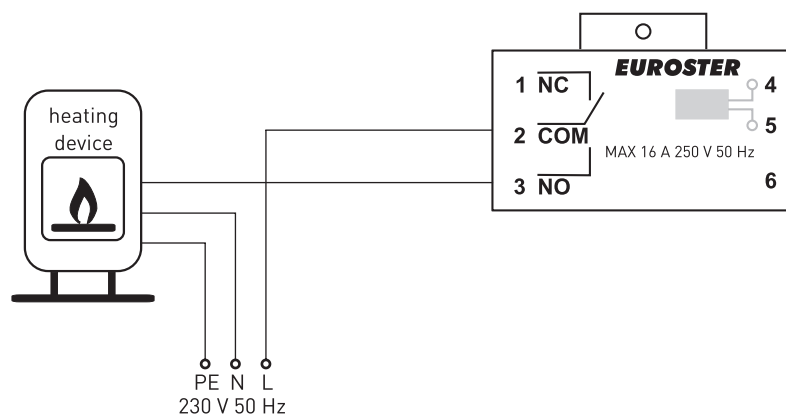 heating
device
EUROSTER
1 NC
4
2 COM
5
MAX 16 A 250 V 50 Hz
3 NO
6
PE N L
230 V 50 Hz